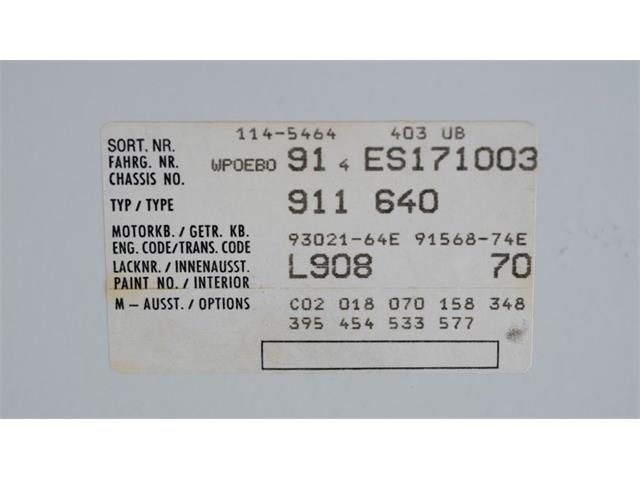 114-5464 403 UB
SORT. NR.
FAHRG. NR. WP0EB0 91 4 ES171003
CHASSIS NO.
TYP / TYPE 911 640
MOTORKB. / GETR. KB. 93021-64E 91568-74E
ENG. CODE/TRANS. CODE
LACKNR. / INNENAUSST. L908 70
PAINT NO. / INTERIOR
M – AUSST. / OPTIONS C02 018 070 158 348
395 454 533 577